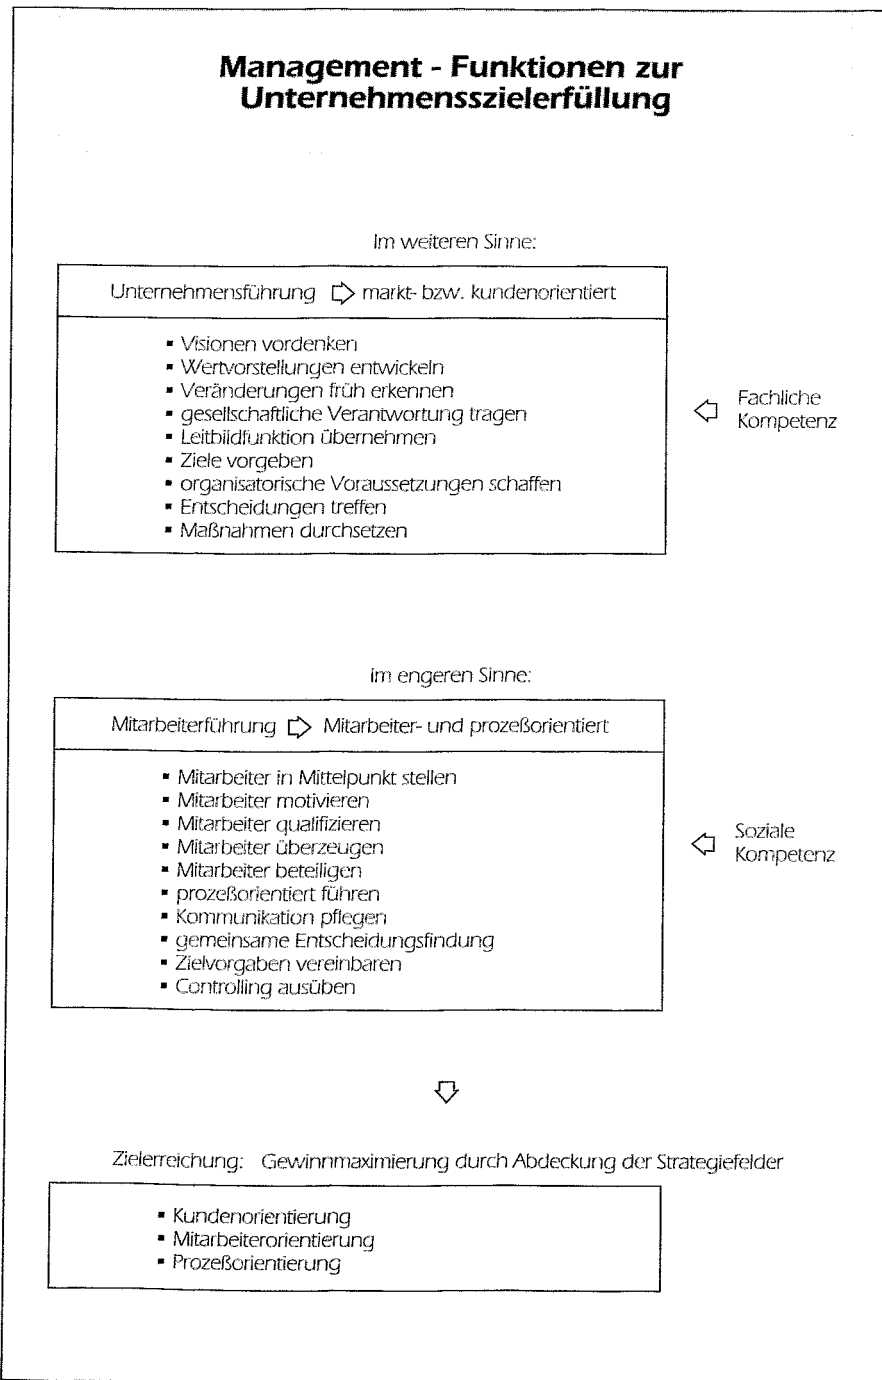 Management - Funktionen zur
Unternehmensszielerfüllung
Im weiteren Sinne:
Unternehmensführung ⇨ markt- bzw. kundenorientiert
▪ Visionen vordenken
▪ Wertvorstellungen entwickeln
▪ Veränderungen früh erkennen
▪ gesellschaftliche Verantwortung tragen
▪ Leitbildfunktion übernehmen
▪ Ziele vorgeben
▪ organisatorische Voraussetzungen schaffen
▪ Entscheidungen treffen
▪ Maßnahmen durchsetzen
⇦ Fachliche
Kompetenz
im engeren Sinne:
Mitarbeiterführung ⇨ Mitarbeiter- und prozeßorientiert
▪ Mitarbeiter in Mittelpunkt stellen
▪ Mitarbeiter motivieren
▪ Mitarbeiter qualifizieren
▪ Mitarbeiter überzeugen
▪ Mitarbeiter beteiligen
▪ prozeßorientiert führen
▪ Kommunikation pflegen
▪ gemeinsame Entscheidungsfindung
▪ Zielvorgaben vereinbaren
▪ Controlling ausüben
⇦ Soziale
Kompetenz
⇩
Zielerreichung: Gewinnmaximierung durch Abdeckung der Strategiefelder
▪ Kundenorientierung
▪ Mitarbeiterorientierung
▪ Prozeßorientierung